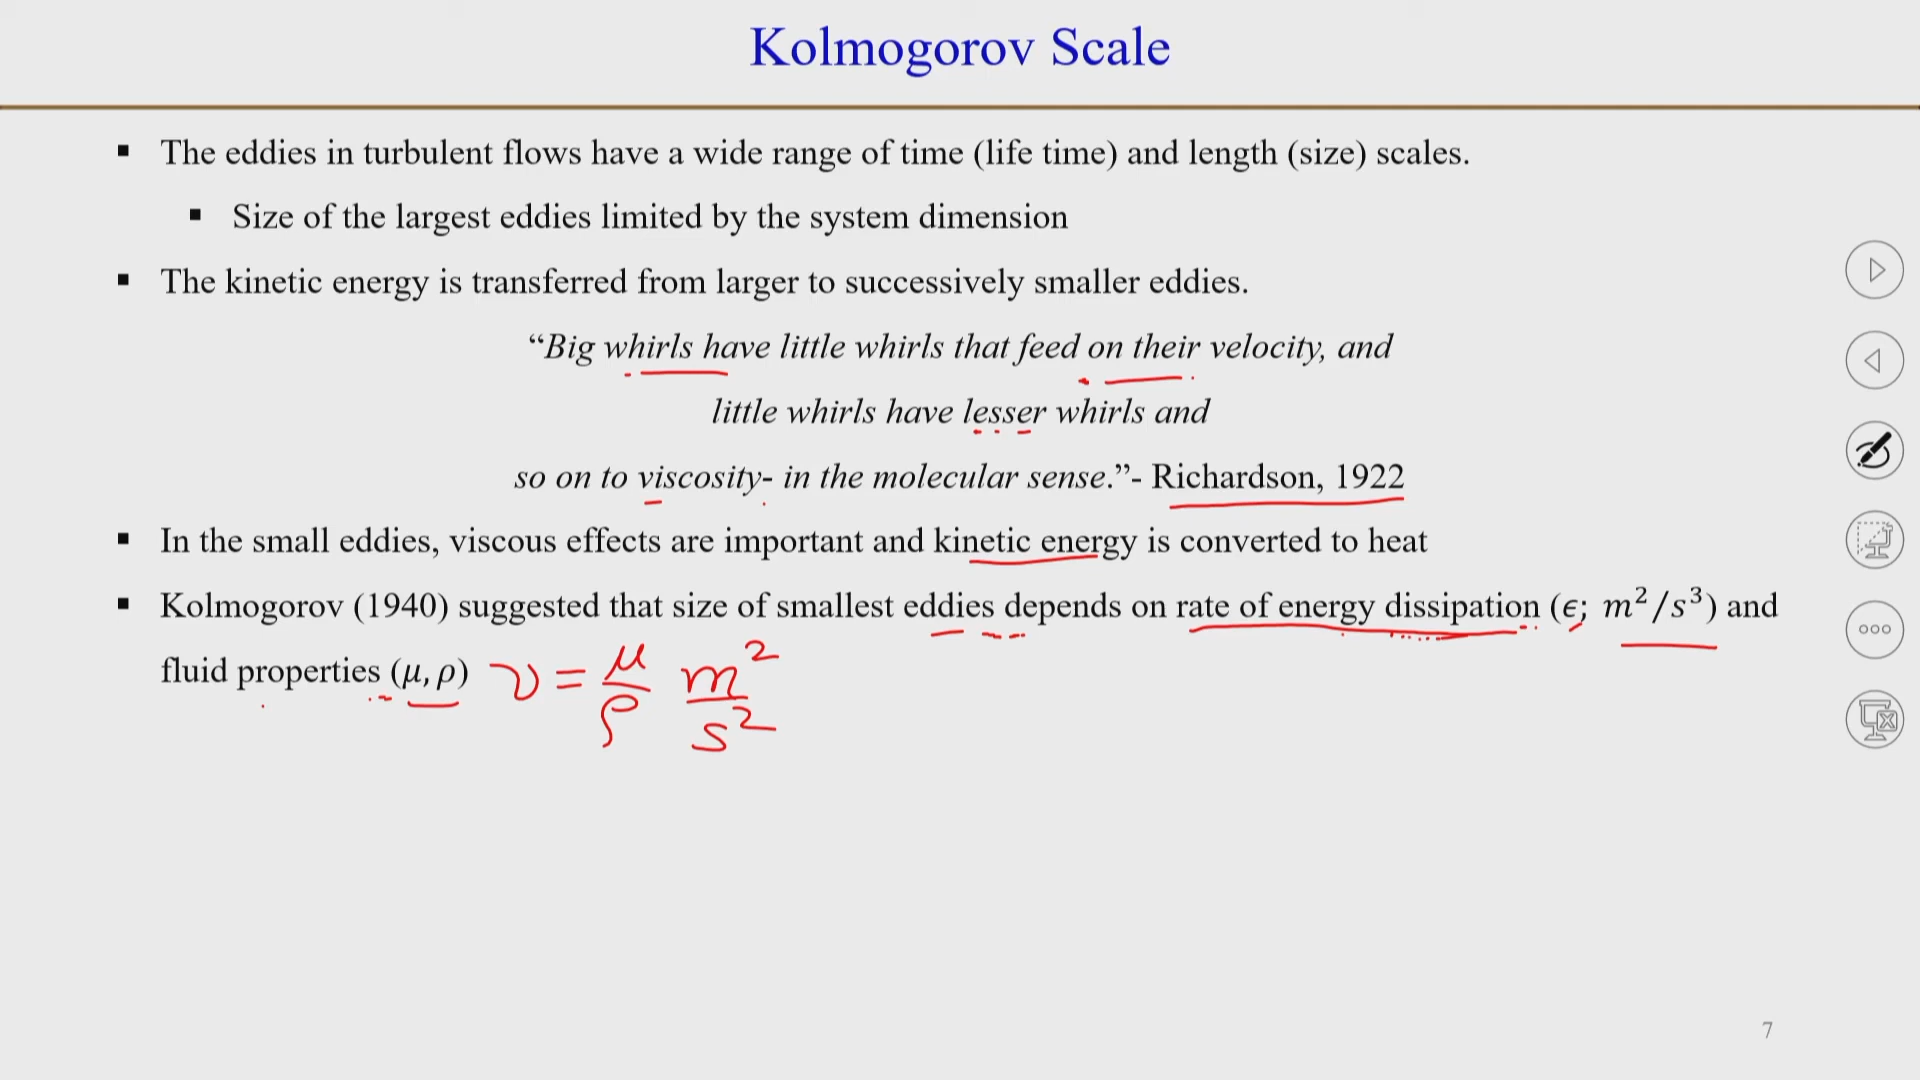 Kolmogorov Scale
▪ The eddies in turbulent flows have a wide range of time (life time) and length (size) scales.
▪ Size of the largest eddies limited by the system dimension
▪ The kinetic energy is transferred from larger to successively smaller eddies.
“Big whirls have little whirls that feed on their velocity, and
little whirls have lesser whirls and
so on to viscosity- in the molecular sense.”- Richardson, 1922
▪ In the small eddies, viscous effects are important and kinetic energy is converted to heat
▪ Kolmogorov (1940) suggested that size of smallest eddies depends on rate of energy dissipation (ϵ; m²/s³) and
fluid properties (μ, ρ) ν = μ/ρ m²/s²
7